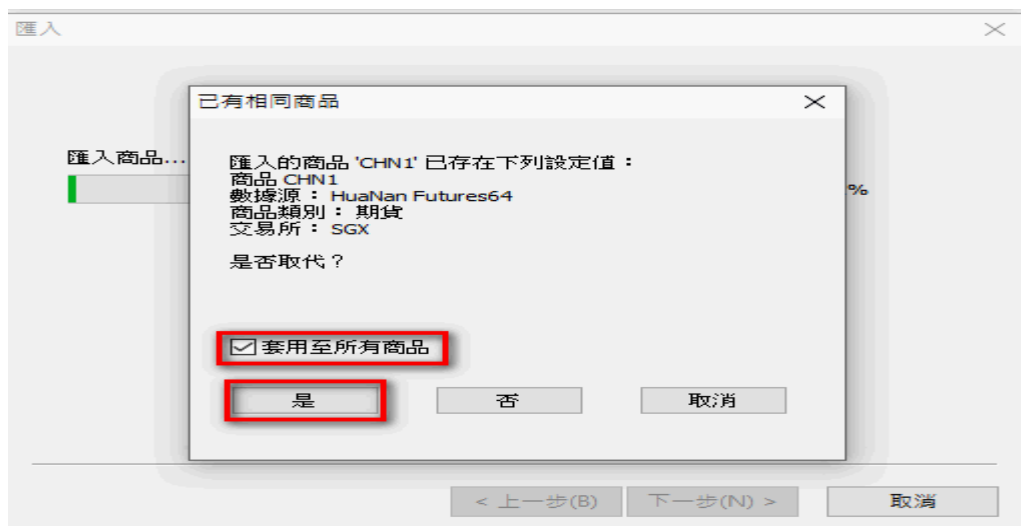 匯入
已有相同商品
匯入商品...
匯入的商品 'CHN1' 已存在下列設定值：
商品 CHN1
數據源： HuaNan Futures64
%
商品類別： 期貨
交易所： SGX
是否取代？
套用至所有商品
是
否
取消
< 上一步(B)
下一步(N) >
取消